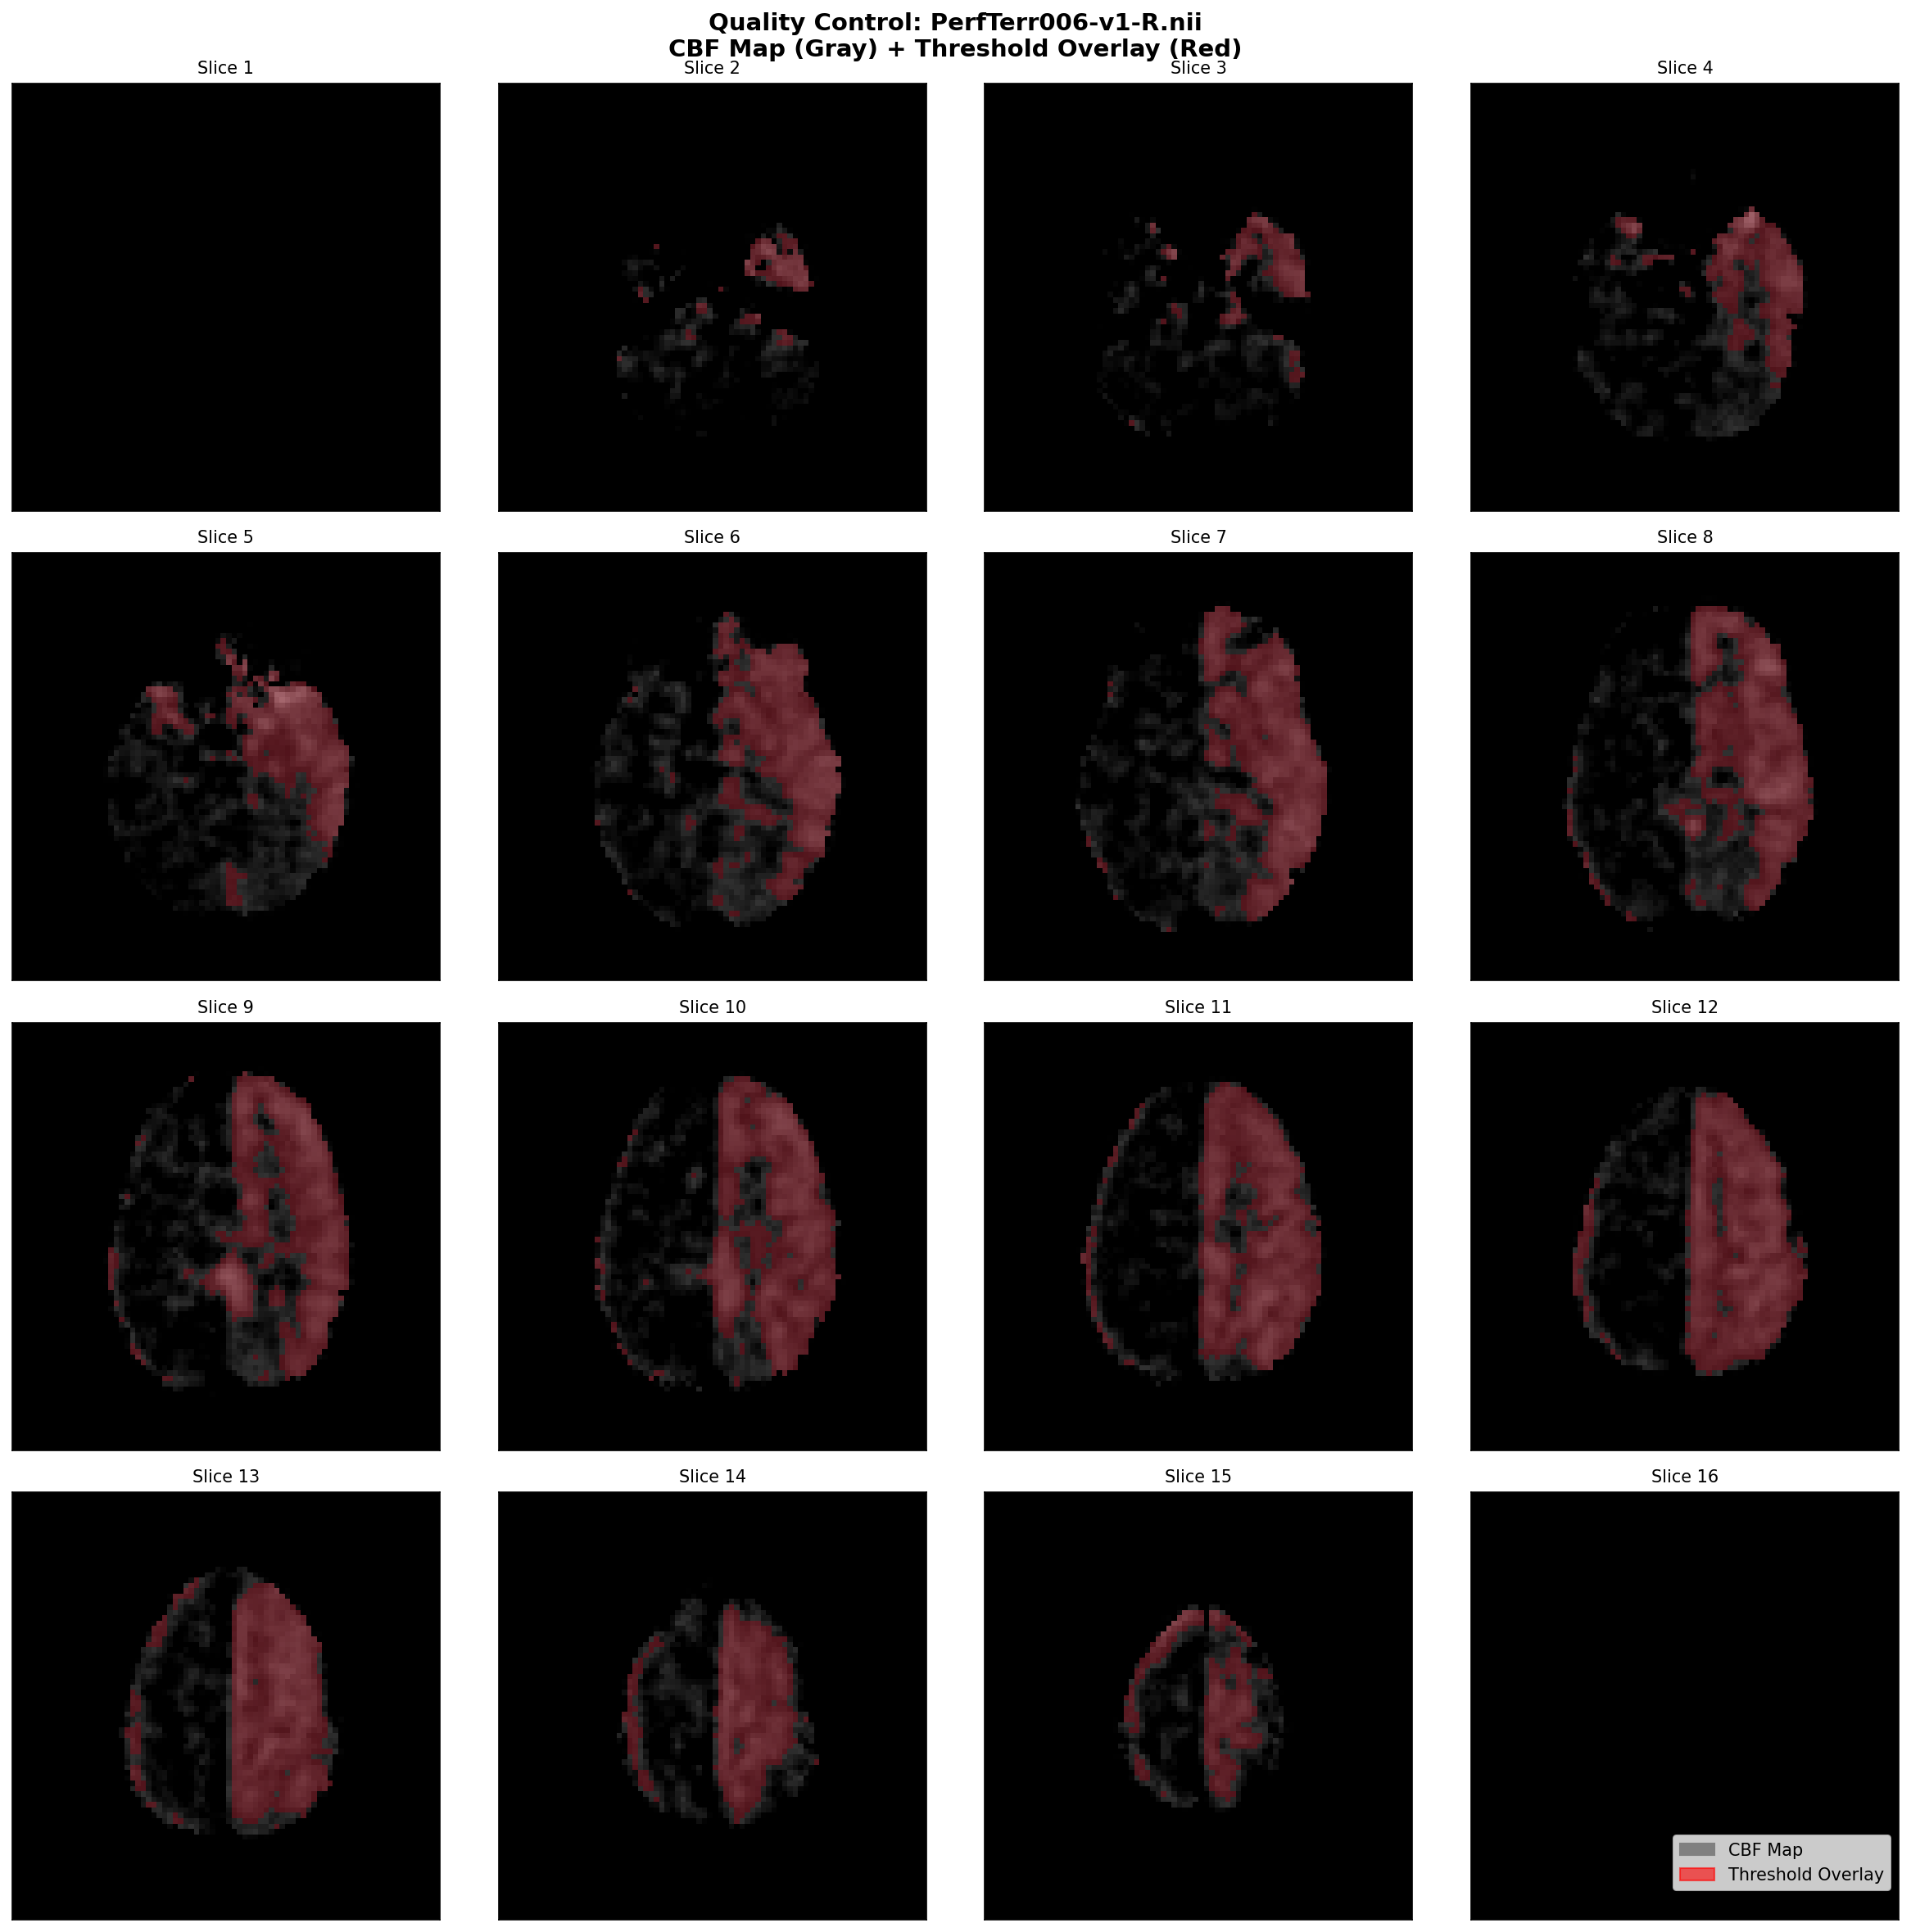 Quality Control: PerfTerr006-v1-R.nii
CBF Map (Gray) + Threshold Overlay (Red)
Slice 1
Slice 2
Slice 3
Slice 4
Slice 5
Slice 6
Slice 7
Slice 8
Slice 9
Slice 10
Slice 11
Slice 12
Slice 13
Slice 14
Slice 15
Slice 16
CBF Map
Threshold Overlay